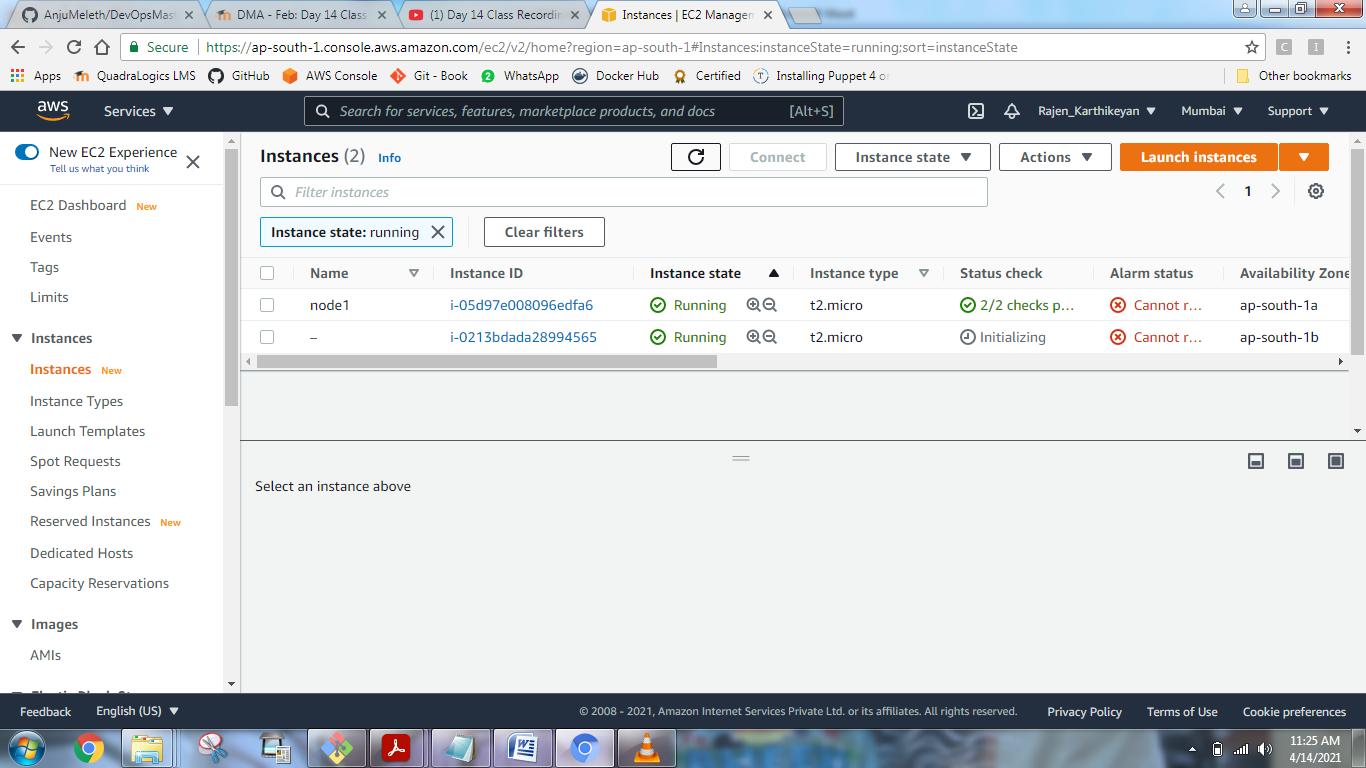 AnjuMeleth/DevOpsMast
DMA - Feb: Day 14 Class
(1) Day 14 Class Recordin
Instances | EC2 Managem
Secure
https://ap-south-1.console.aws.amazon.com/ec2/v2/home?region=ap-south-1#Instances:instanceState=running;sort=instanceState
Apps
QuadraLogics LMS
GitHub
AWS Console
Git - Book
2
WhatsApp
Docker Hub
Certified
Installing Puppet 4 o
Other bookmarks
aws
Services
Search for services, features, marketplace products, and docs
[Alt+S]
Rajen_Karthikeyan
Mumbai
Support
New EC2 Experience
Tell us what you think
EC2 Dashboard New
Events
Tags
Limits
Instances
Instances New
Instance Types
Launch Templates
Spot Requests
Savings Plans
Reserved Instances New
Dedicated Hosts
Capacity Reservations
Images
AMIs
Instances (2) Info
Connect
Instance state
Actions
Launch instances
Filter instances
1
Instance state: running
Clear filters
Name Instance ID Instance state Instance type Status check Alarm status Availability Zone
node1 i-05d97e008096edfa6 Running t2.micro 2/2 checks p... Cannot r... ap-south-1a
– i-0213bdada28994565 Running t2.micro Initializing Cannot r... ap-south-1b
Select an instance above
Feedback
English (US)
© 2008 - 2021, Amazon Internet Services Private Ltd. or its affiliates. All rights reserved.
Privacy Policy
Terms of Use
Cookie preferences
11:25 AM
4/14/2021